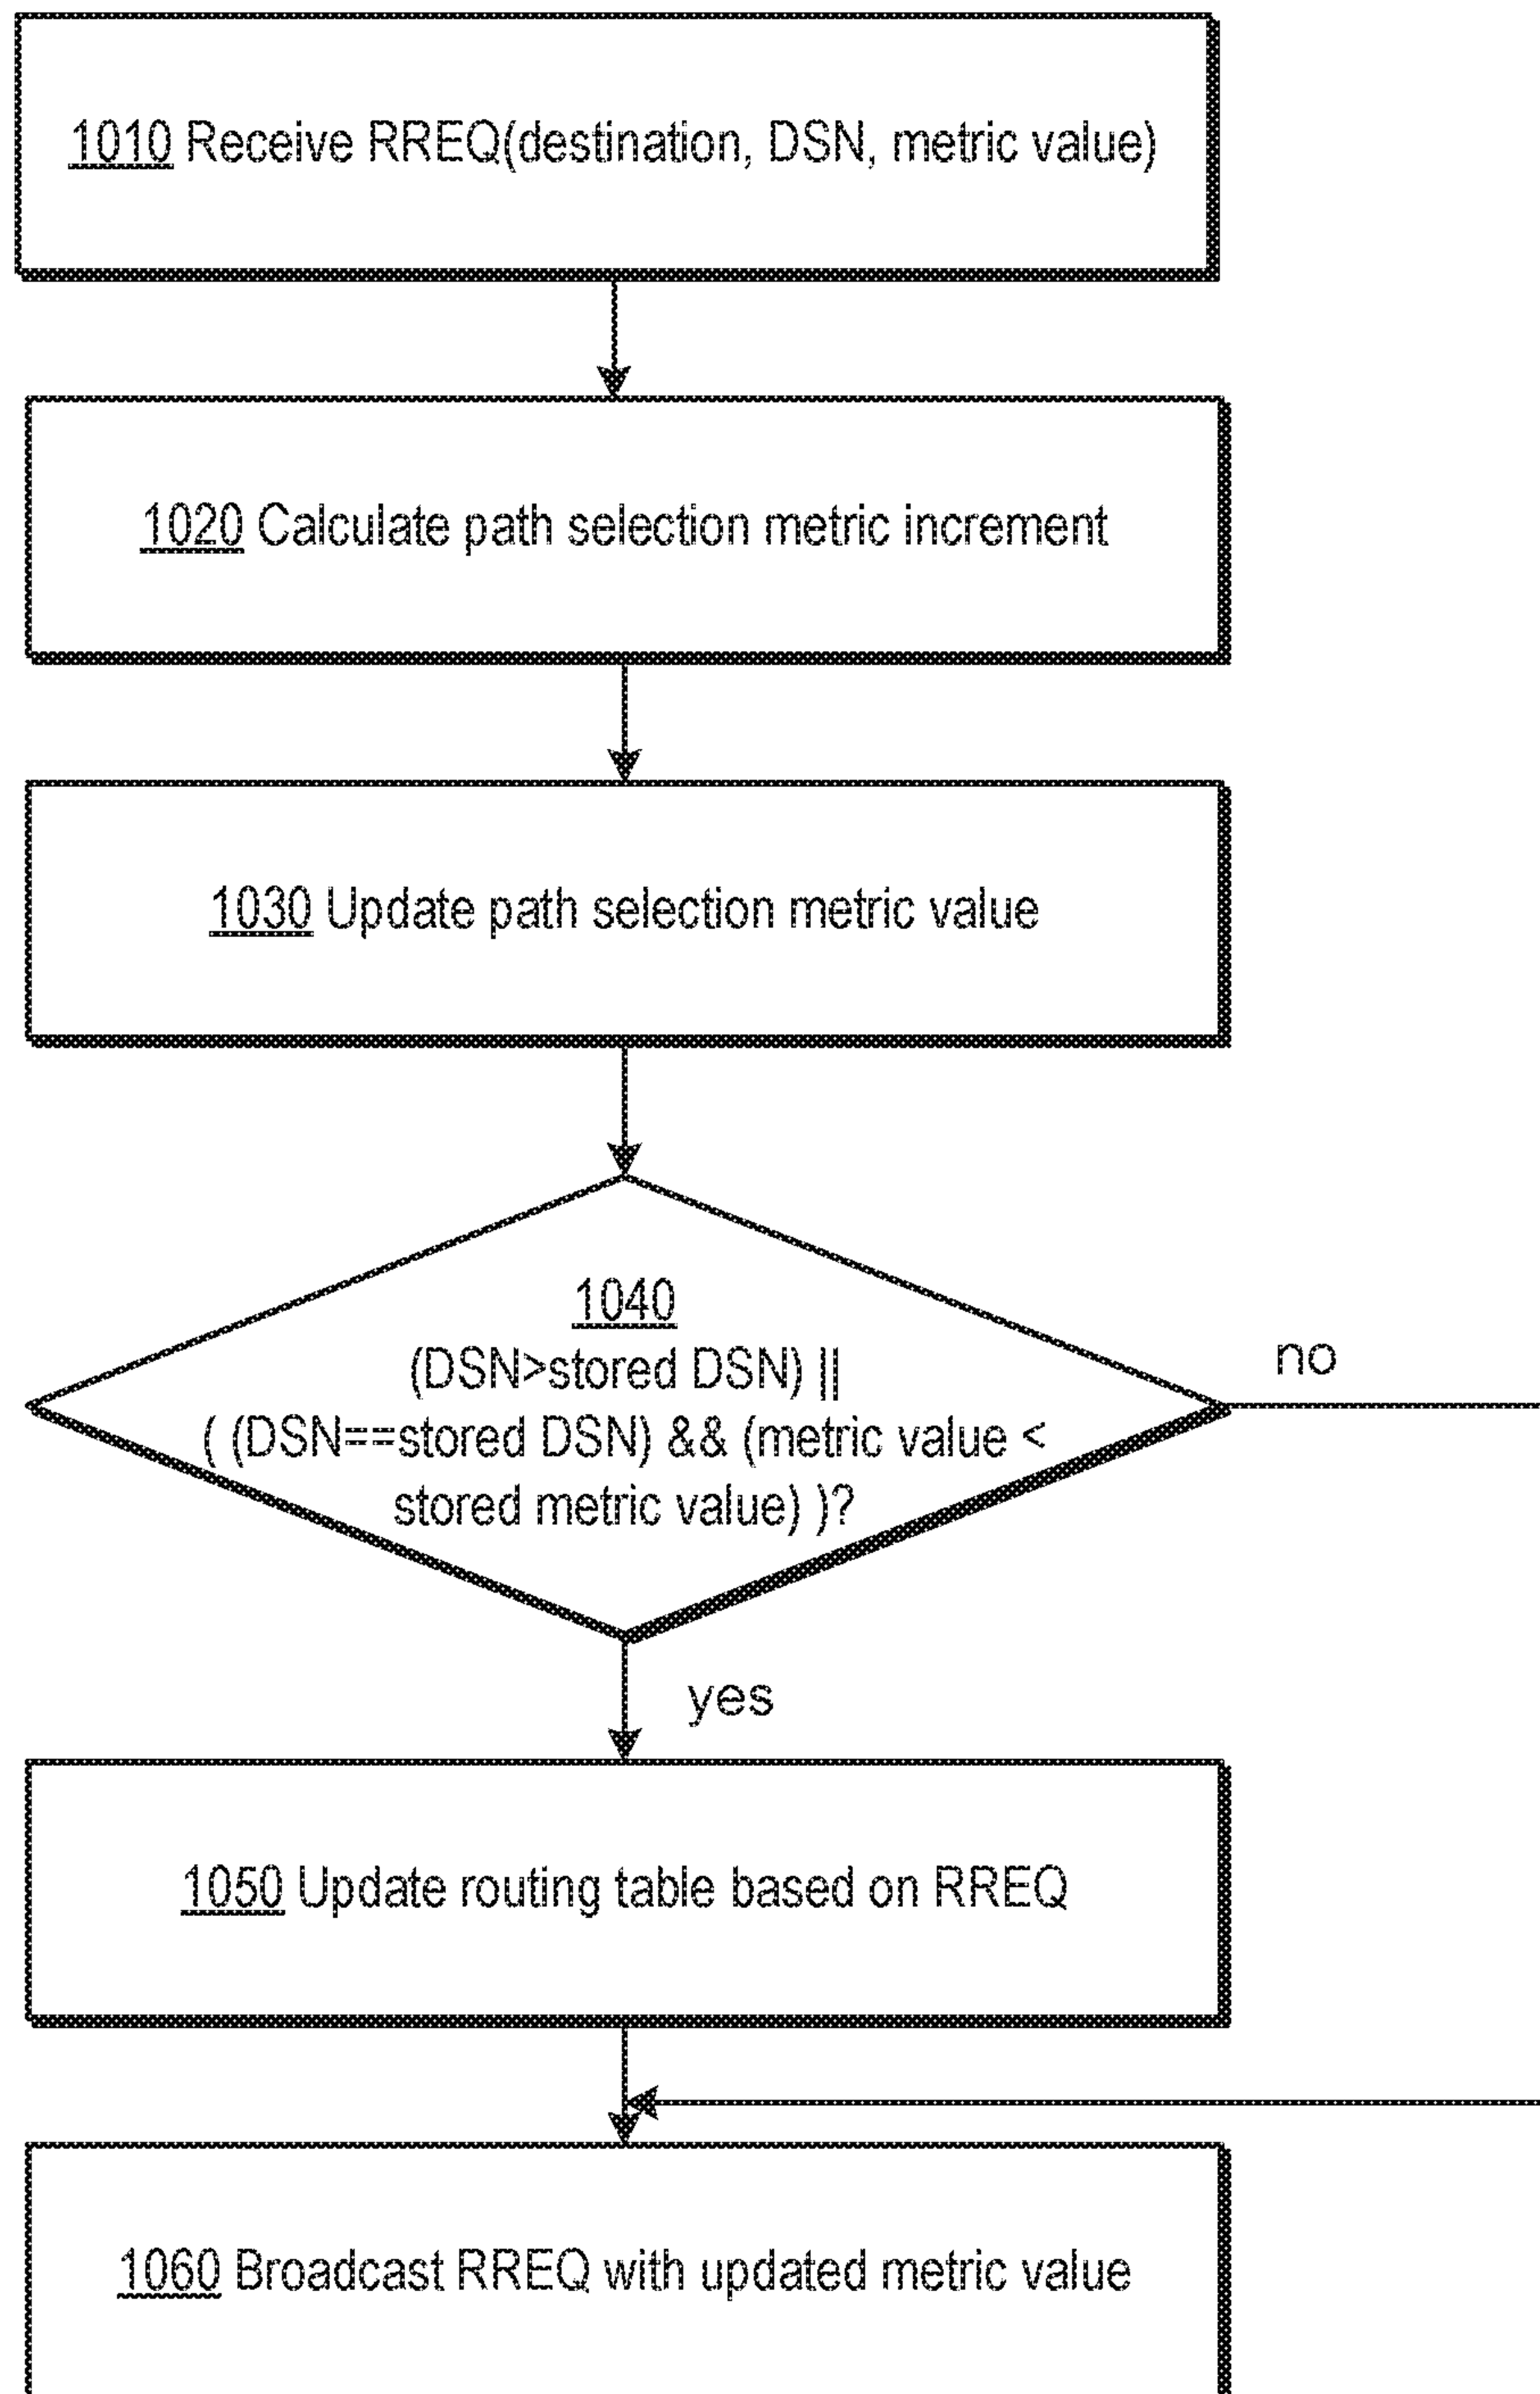 1010 Receive RREQ(destination, DSN, metric value)
1020 Calculate path selection metric increment
1030 Update path selection metric value
1040
(DSN>stored DSN) ||
( (DSN==stored DSN) && (metric value <
stored metric value) )?
no
yes
1050 Update routing table based on RREQ
1060 Broadcast RREQ with updated metric value